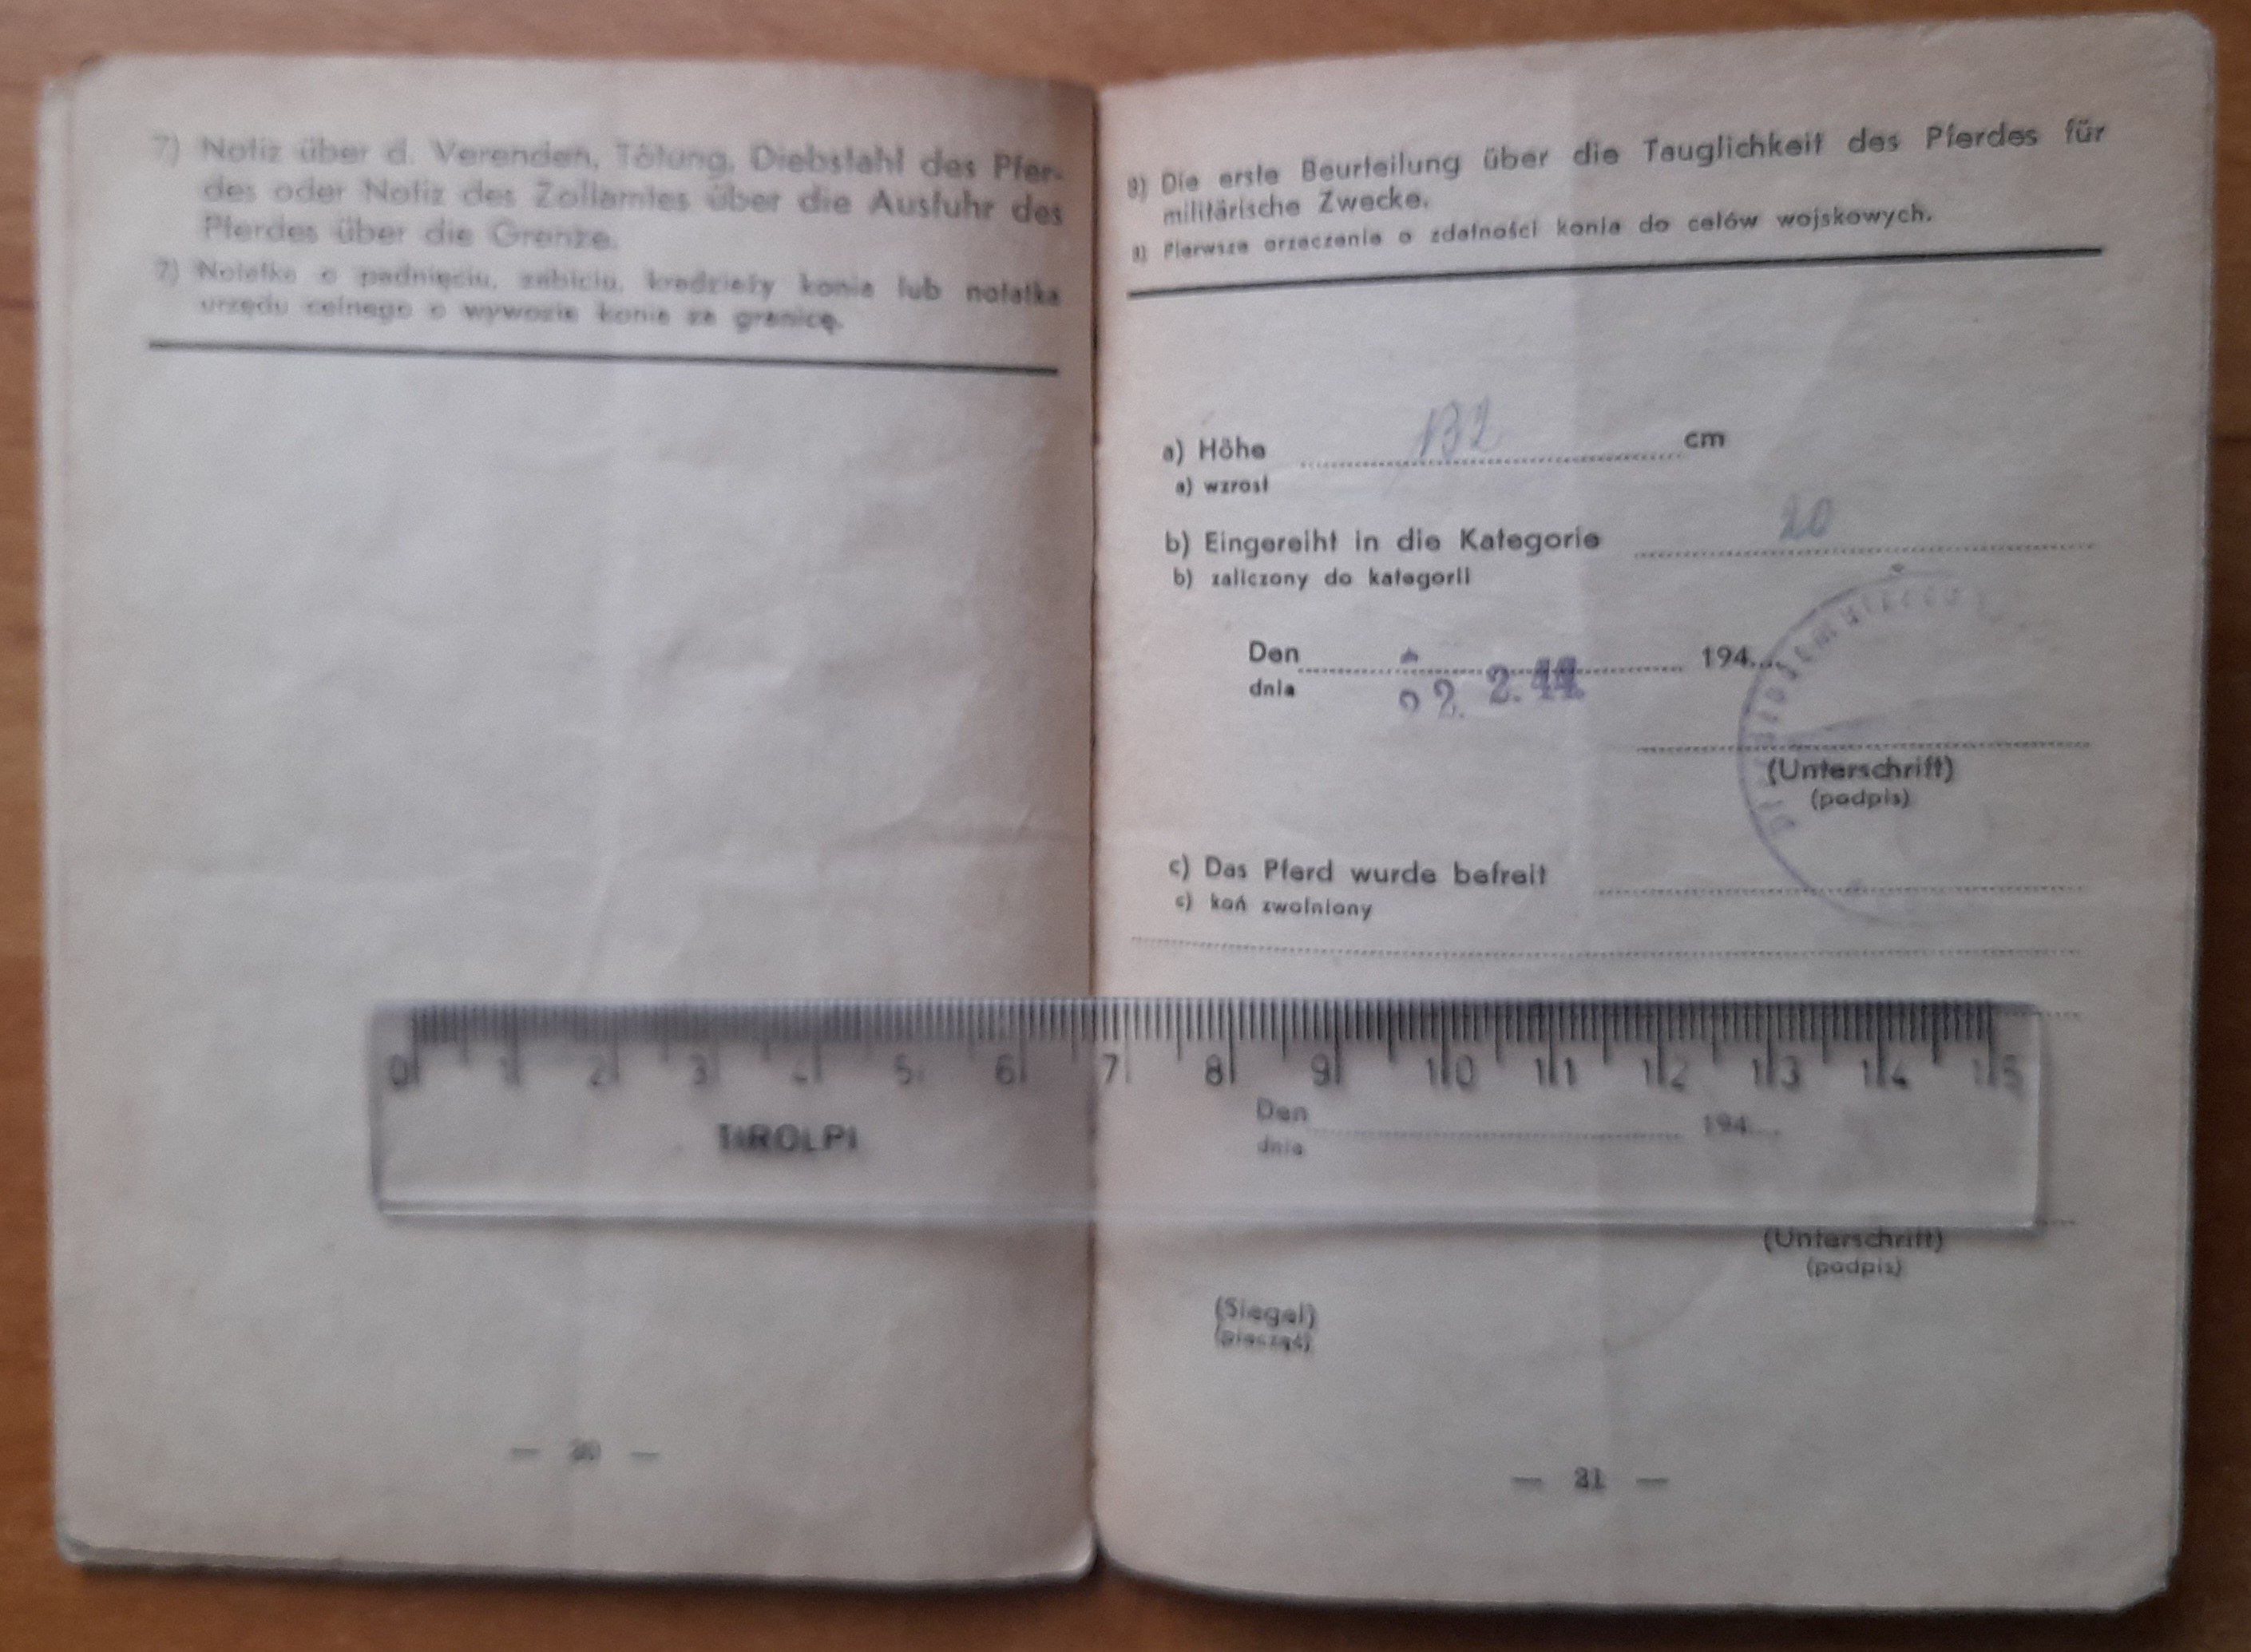 7) Notiz über d. Verenden, Tötung, Diebstahl des Pfer-
des oder Notiz des Zollamtes über die Ausfuhr des
Pferdes über die Grenze.
7) Notatka o padnięciu, zabiciu, kradzieży konia lub notatka
urzędu celnego o wywozie konia za granicę.
— 20 —
8) Die erste Beurteilung über die Tauglichkeit des Pferdes für
militärische Zwecke.
8) Pierwsze orzeczenie o zdatności konia do celów wojskowych.
a) Höhe 132 cm
a) wzrost
b) Eingereiht in die Kategorie 20
b) zaliczony do kategorii
Den 194...
dnia 2. 2. 44
(Unterschrift)
(podpis)
c) Das Pferd wurde befreit
c) koń zwolniony
0 1 2 3 4 5 6 7 8 9 10 11 12 13 14 15
TIROLPI
Den 194...
dnia
(Unterschrift)
(podpis)
(Siegel)
(pieczęć)
— 21 —